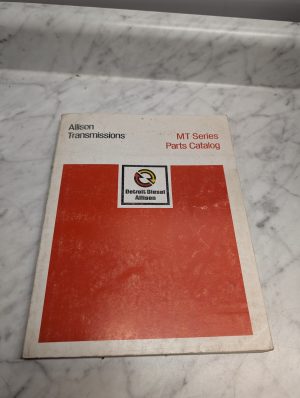 Allison
Transmissions
MT Series
Parts Catalog
Detroit Diesel
Allison